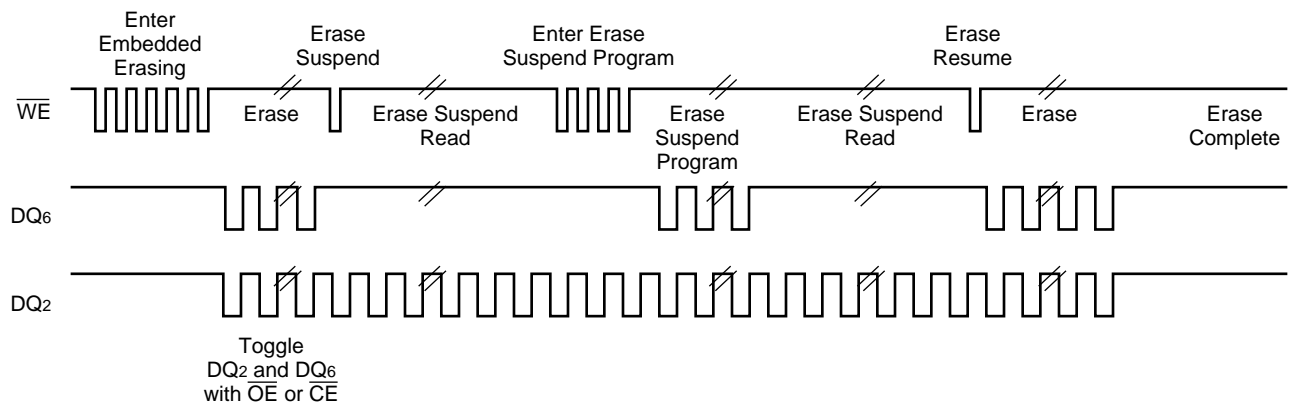 Enter
Embedded
Erasing
Erase
Suspend
Enter Erase
Suspend Program
Erase
Resume
WE
Erase
Erase Suspend
Read
Erase
Suspend
Program
Erase Suspend
Read
Erase
Erase
Complete
DQ6
DQ2
Toggle
DQ2 and DQ6
with OE or CE